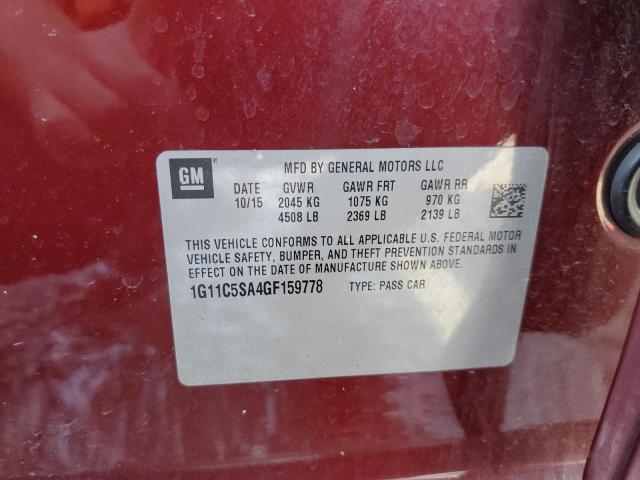 GM
MFD BY GENERAL MOTORS LLC
DATE GVWR GAWR FRT GAWR RR
10/15 2045 KG 1075 KG 970 KG
4508 LB 2369 LB 2139 LB
THIS VEHICLE CONFORMS TO ALL APPLICABLE U.S. FEDERAL MOTOR
VEHICLE SAFETY, BUMPER, AND THEFT PREVENTION STANDARDS IN
EFFECT ON THE DATE OF MANUFACTURE SHOWN ABOVE.
1G11C5SA4GF159778 TYPE: PASS CAR